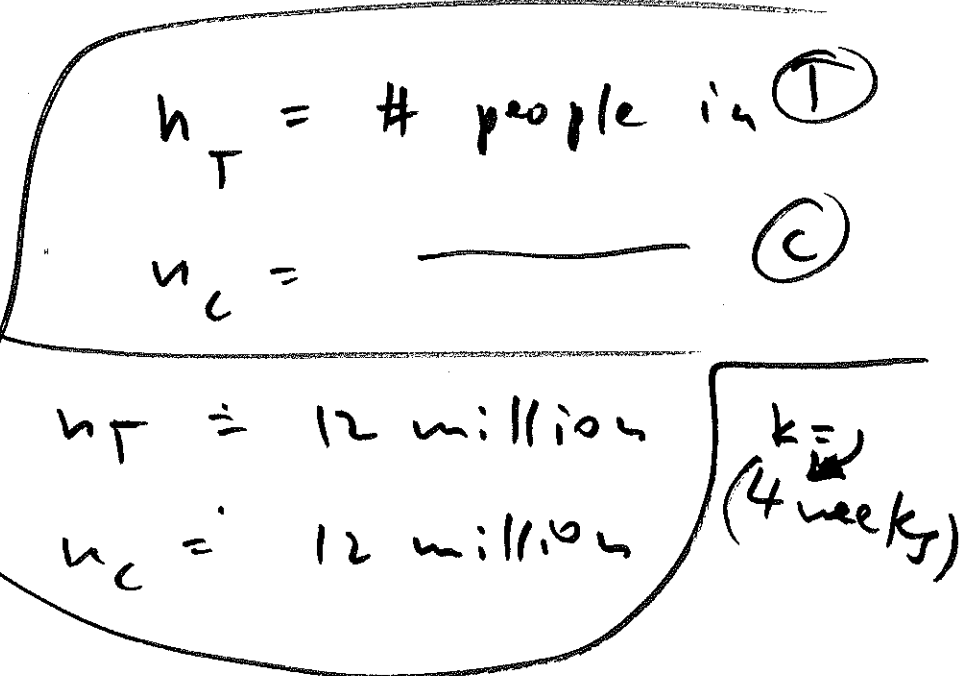 n_T = # people in Ⓣ
n_C = ——— Ⓒ
n_T ≐ 12 million
n_C ≐ 12 million
k =
(4 weeks)